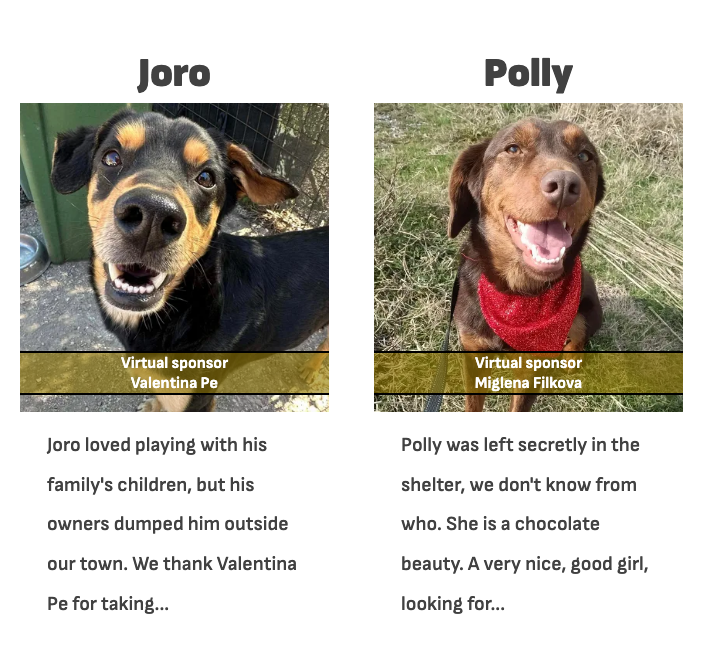 Joro
Virtual sponsor
Valentina Pe
Joro loved playing with his
family's children, but his
owners dumped him outside
our town. We thank Valentina
Pe for taking...
Polly
Virtual sponsor
Miglena Filkova
Polly was left secretly in the
shelter, we don't know from
who. She is a chocolate
beauty. A very nice, good girl,
looking for...